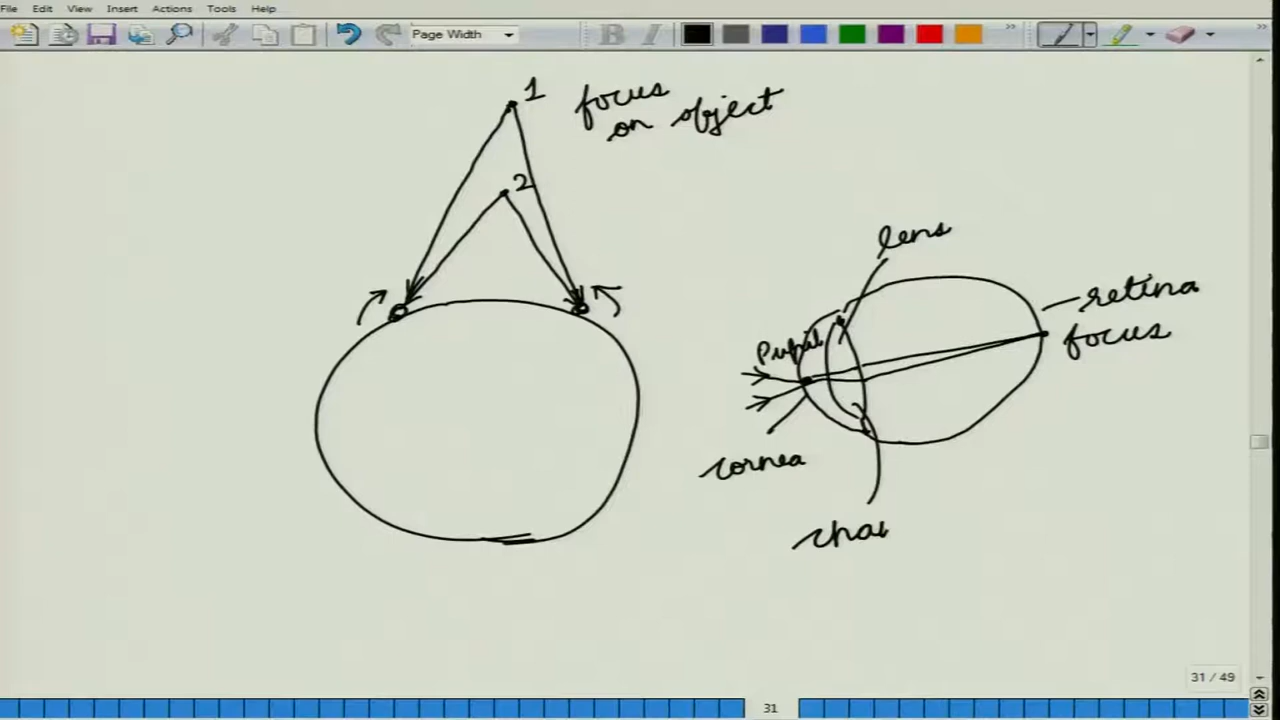 File Edit View Insert Actions Tools Help
Page Width
B I
1
focus
on object
2
lens
retina
focus
Pupil
cornea
cha
31 / 49
31